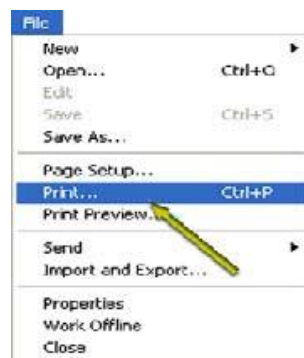 File
New
Open... Ctrl+O
Edit
Save Ctrl+S
Save As...
Page Setup...
Print... Ctrl+P
Print Preview...
Send
Import and Export...
Properties
Work Offline
Close